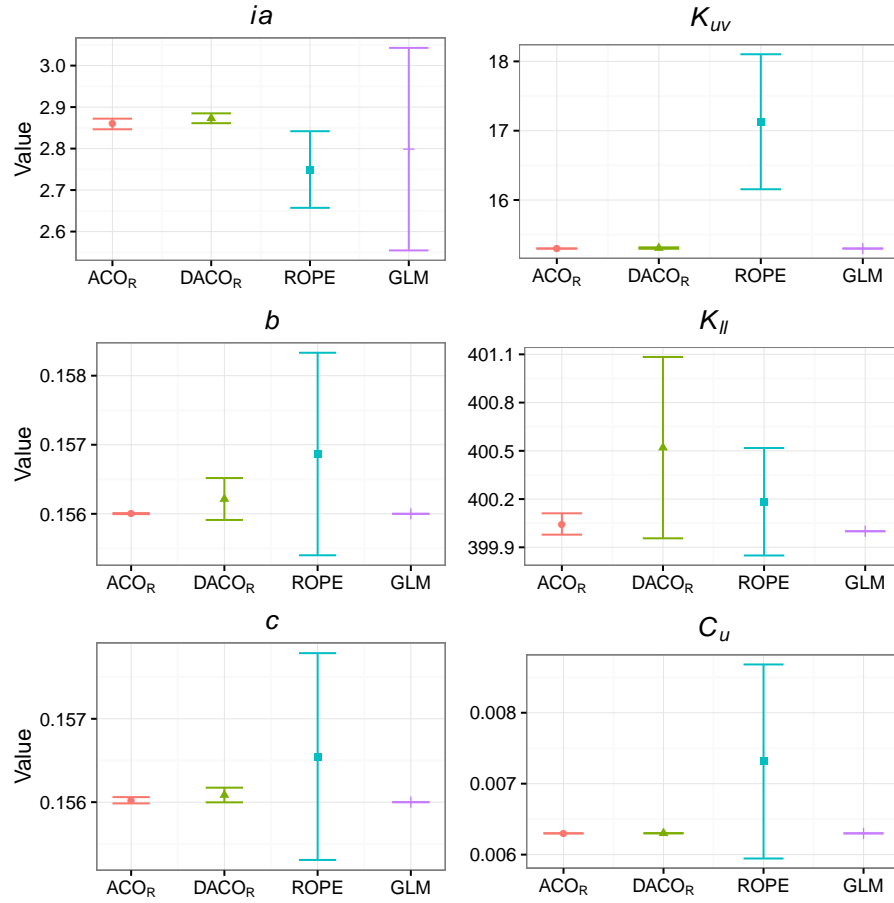 ia
Value
3.0
2.9
2.8
2.7
2.6
ACO_R DACO_R ROPE GLM
K_uv
18
17
16
ACO_R DACO_R ROPE GLM
b
Value
0.158
0.157
0.156
ACO_R DACO_R ROPE GLM
K_ll
401.1
400.8
400.5
400.2
399.9
ACO_R DACO_R ROPE GLM
c
Value
0.157
0.156
ACO_R DACO_R ROPE GLM
C_u
0.008
0.007
0.006
ACO_R DACO_R ROPE GLM